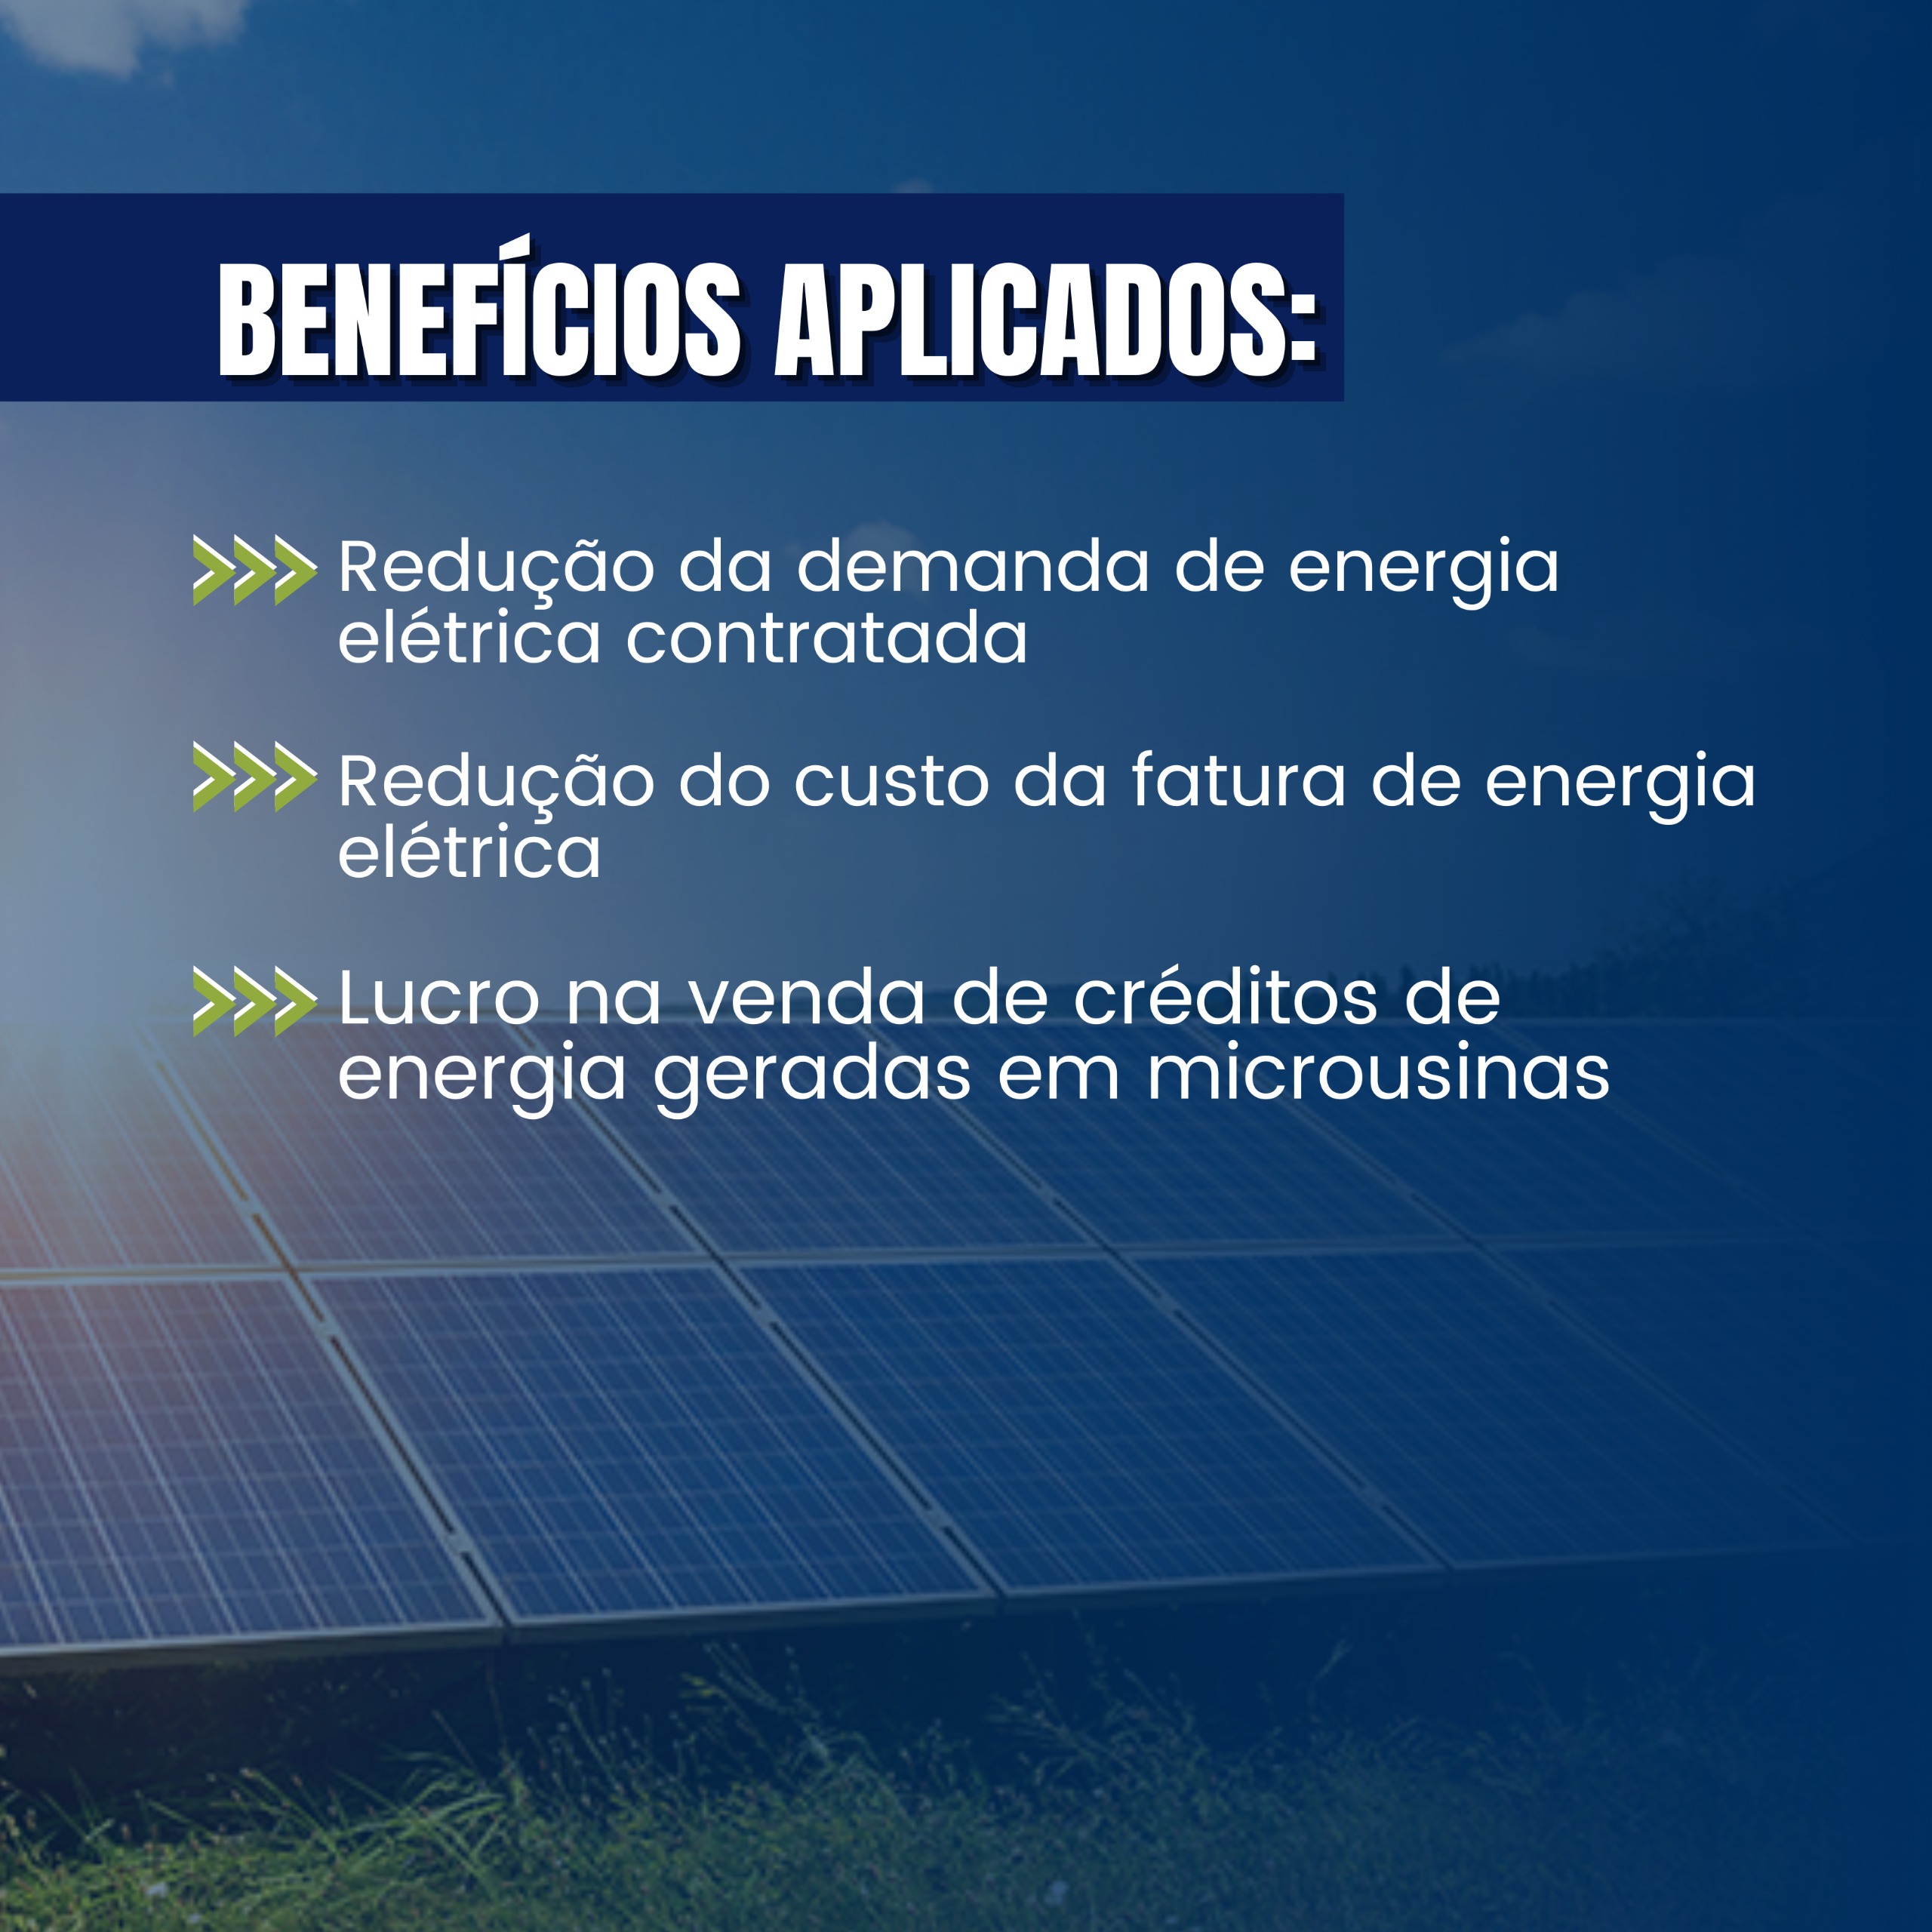 BENEFÍCIOS APLICADOS:
Redução da demanda de energia
elétrica contratada
Redução do custo da fatura de energia
elétrica
Lucro na venda de créditos de
energia geradas em microusinas